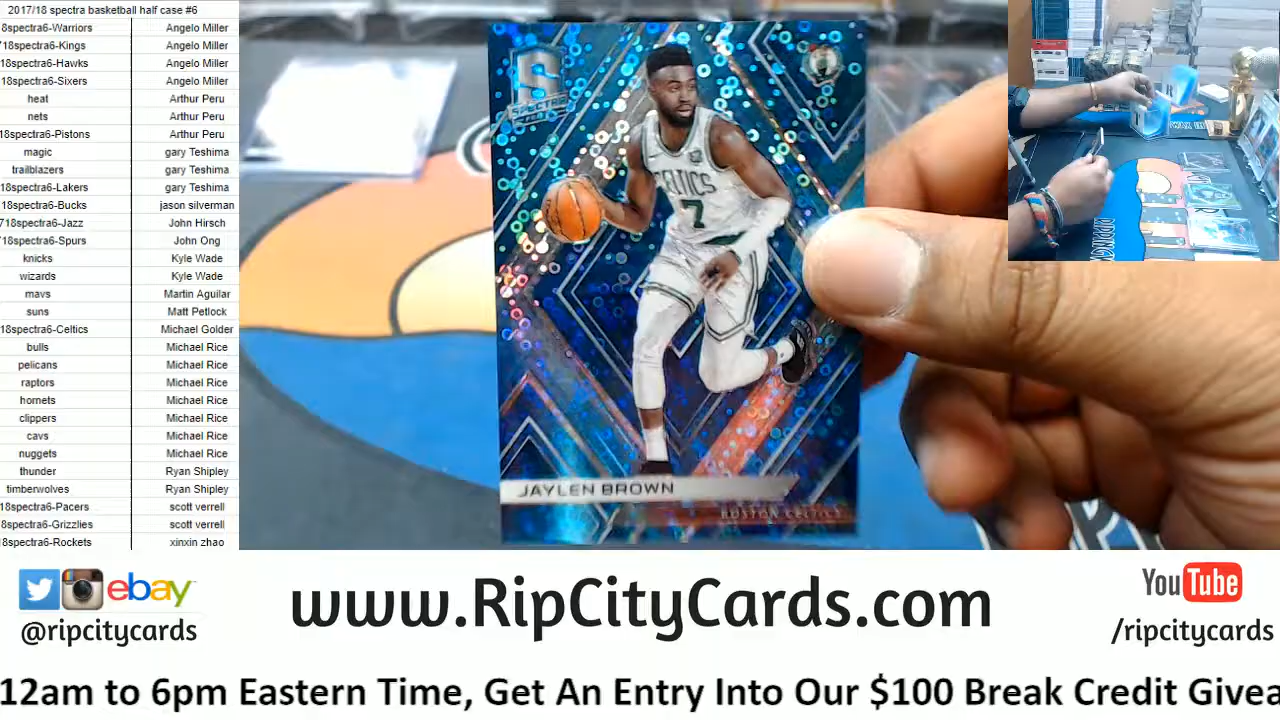 2017/18 spectra basketball half case #6
8spectra6-Warriors Angelo Miller
18spectra6-Kings Angelo Miller
18spectra6-Hawks Angelo Miller
18spectra6-Sixers Angelo Miller
heat Arthur Peru
nets Arthur Peru
18spectra6-Pistons Arthur Peru
magic gary Teshima
trailblazers gary Teshima
18spectra6-Lakers gary Teshima
18spectra6-Bucks jason silverman
718spectra6-Jazz John Hirsch
18spectra6-Spurs John Ong
knicks Kyle Wade
wizards Kyle Wade
mavs Martin Aguilar
suns Matt Petlock
18spectra6-Celtics Michael Golder
bulls Michael Rice
pelicans Michael Rice
raptors Michael Rice
hornets Michael Rice
clippers Michael Rice
cavs Michael Rice
nuggets Michael Rice
thunder Ryan Shipley
timberwolves Ryan Shipley
18spectra6-Pacers scott verrell
8spectra6-Grizzlies scott verrell
8spectra6-Rockets xinxin zhao
S
SPECTRA
CELTICS
7
JAYLEN BROWN
BOSTON CELTICS
ebay
@ripcitycards
www.RipCityCards.com
YouTube
/ripcitycards
12am to 6pm Eastern Time, Get An Entry Into Our $100 Break Credit Givea